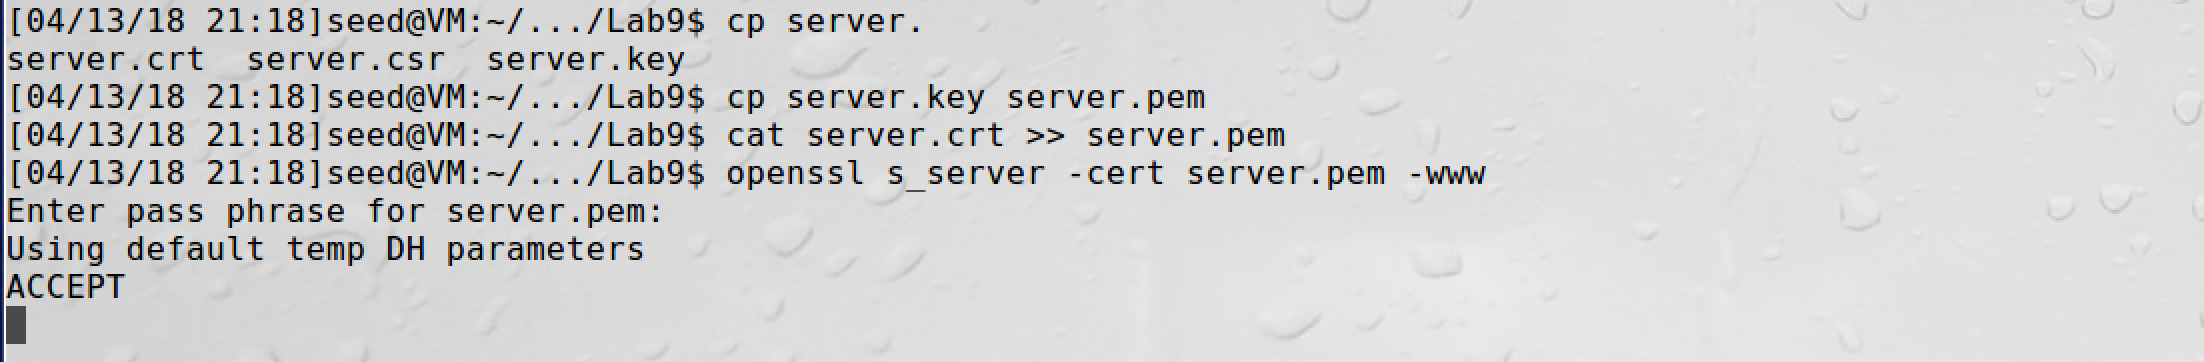 [04/13/18 21:18]seed@VM:~/.../Lab9$ cp server.
server.crt  server.csr  server.key
[04/13/18 21:18]seed@VM:~/.../Lab9$ cp server.key server.pem
[04/13/18 21:18]seed@VM:~/.../Lab9$ cat server.crt >> server.pem
[04/13/18 21:18]seed@VM:~/.../Lab9$ openssl s_server -cert server.pem -www
Enter pass phrase for server.pem:
Using default temp DH parameters
ACCEPT